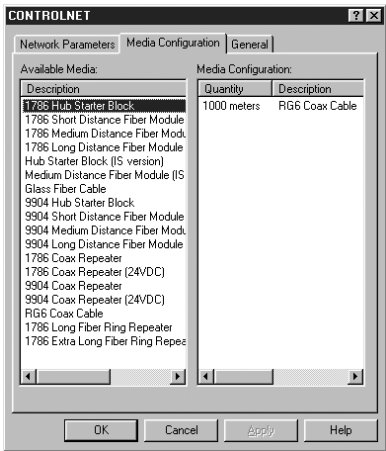 CONTROLNET
Network Parameters Media Configuration General
Available Media:
Description
1786 Hub Starter Block
1786 Short Distance Fiber Module
1786 Medium Distance Fiber Modu
1786 Long Distance Fiber Module
Hub Starter Block (IS version)
Medium Distance Fiber Module (IS
Glass Fiber Cable
9904 Hub Starter Block
9904 Short Distance Fiber Module
9904 Medium Distance Fiber Modu
9904 Long Distance Fiber Module
1786 Coax Repeater
1786 Coax Repeater (24VDC)
9904 Coax Repeater
9904 Coax Repeater (24VDC)
RG6 Coax Cable
1786 Long Fiber Ring Repeater
1786 Extra Long Fiber Ring Repea
Media Configuration:
Quantity Description
1000 meters RG6 Coax Cable
OK Cancel Apply Help